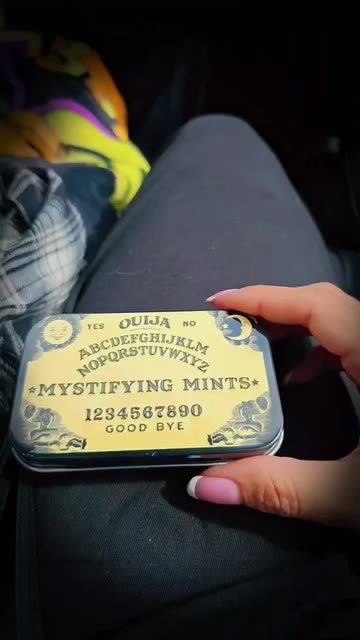 YES OUIJA NO
ABCDEFGHIJKLM
NOPQRSTUVWXYZ
MYSTIFYING MINTS
1234567890
GOOD BYE